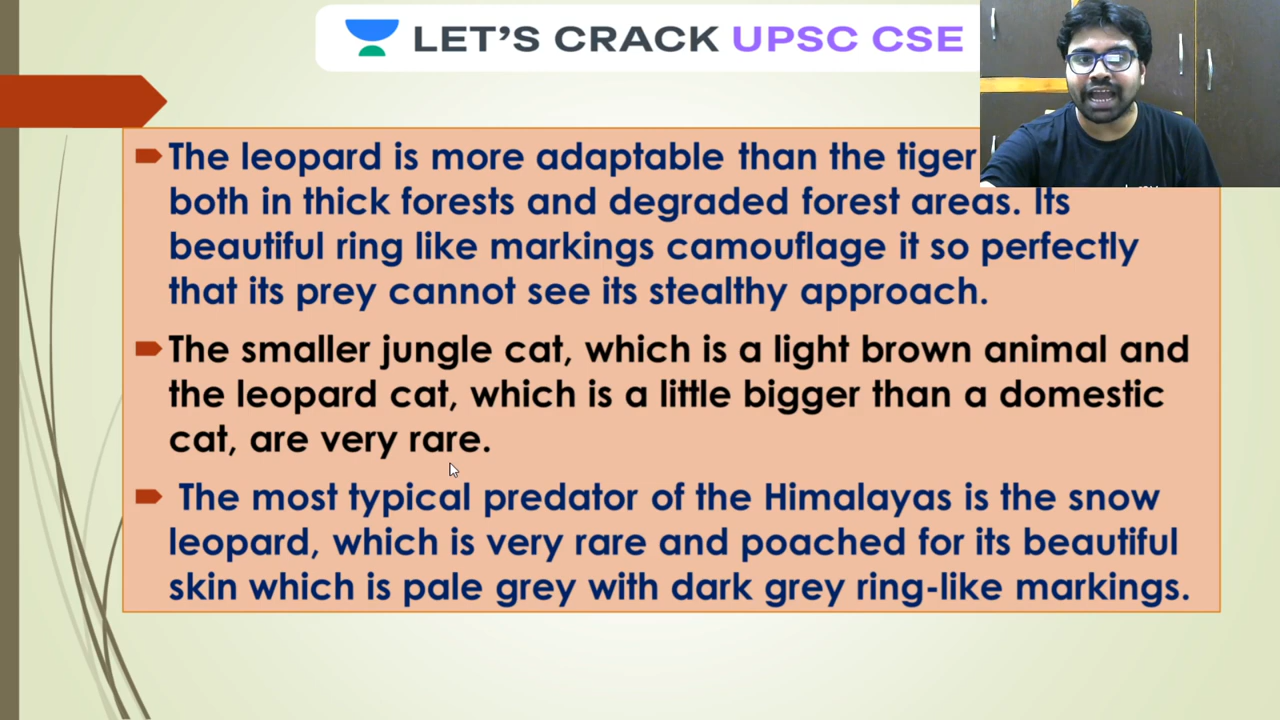 LET'S CRACK UPSC CSE
The leopard is more adaptable than the tiger
both in thick forests and degraded forest areas. Its
beautiful ring like markings camouflage it so perfectly
that its prey cannot see its stealthy approach.
The smaller jungle cat, which is a light brown animal and
the leopard cat, which is a little bigger than a domestic
cat, are very rare.
The most typical predator of the Himalayas is the snow
leopard, which is very rare and poached for its beautiful
skin which is pale grey with dark grey ring-like markings.